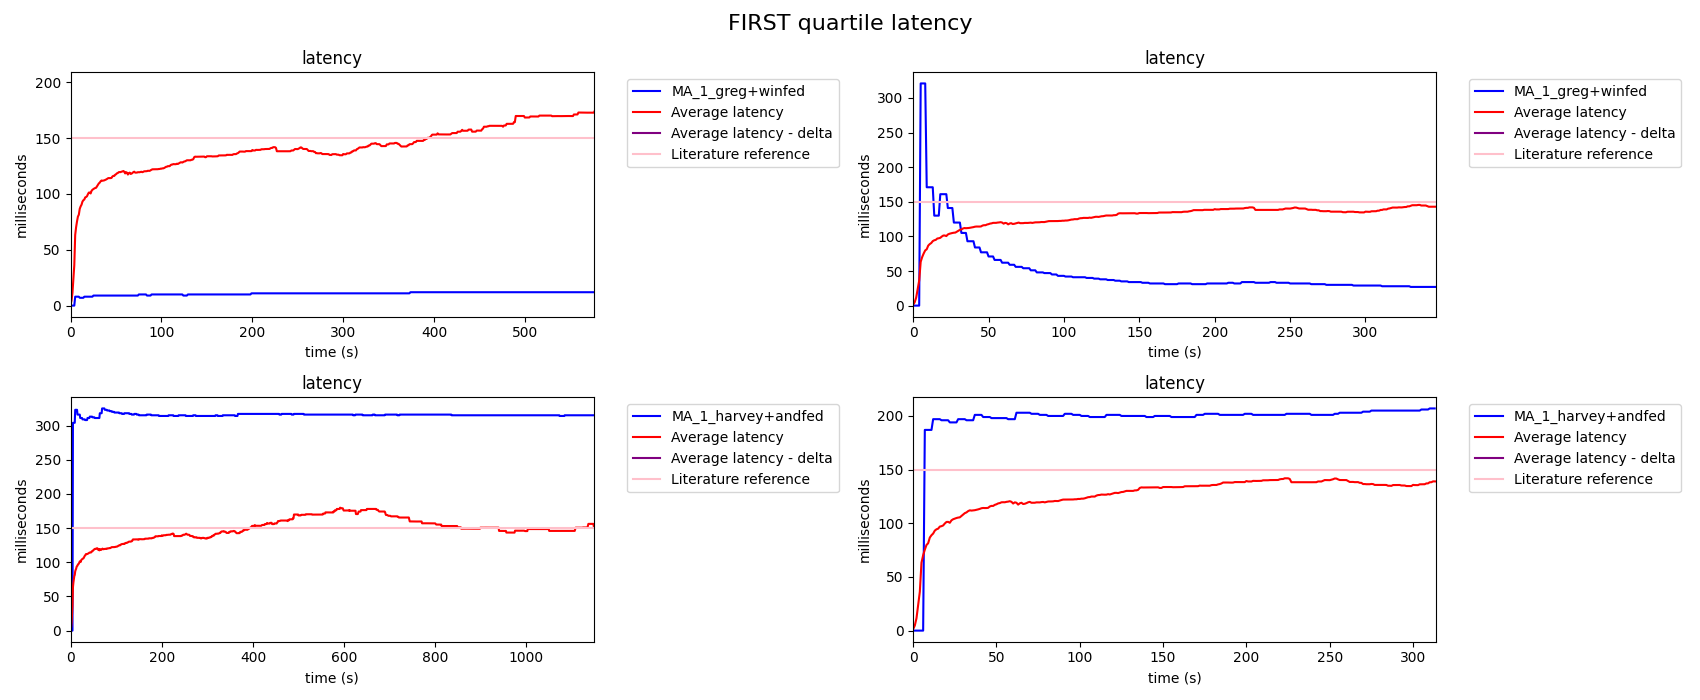 FIRST quartile latency
latency
milliseconds
200
150
100
50
0
0 100 200 300 400 500
time (s)
MA_1_greg+winfed
Average latency
Average latency - delta
Literature reference
latency
milliseconds
300
250
200
150
100
50
0
0 50 100 150 200 250 300
time (s)
MA_1_greg+winfed
Average latency
Average latency - delta
Literature reference
latency
milliseconds
300
250
200
150
100
50
0
0 200 400 600 800 1000
time (s)
MA_1_harvey+andfed
Average latency
Average latency - delta
Literature reference
latency
milliseconds
200
150
100
50
0
0 50 100 150 200 250 300
time (s)
MA_1_harvey+andfed
Average latency
Average latency - delta
Literature reference